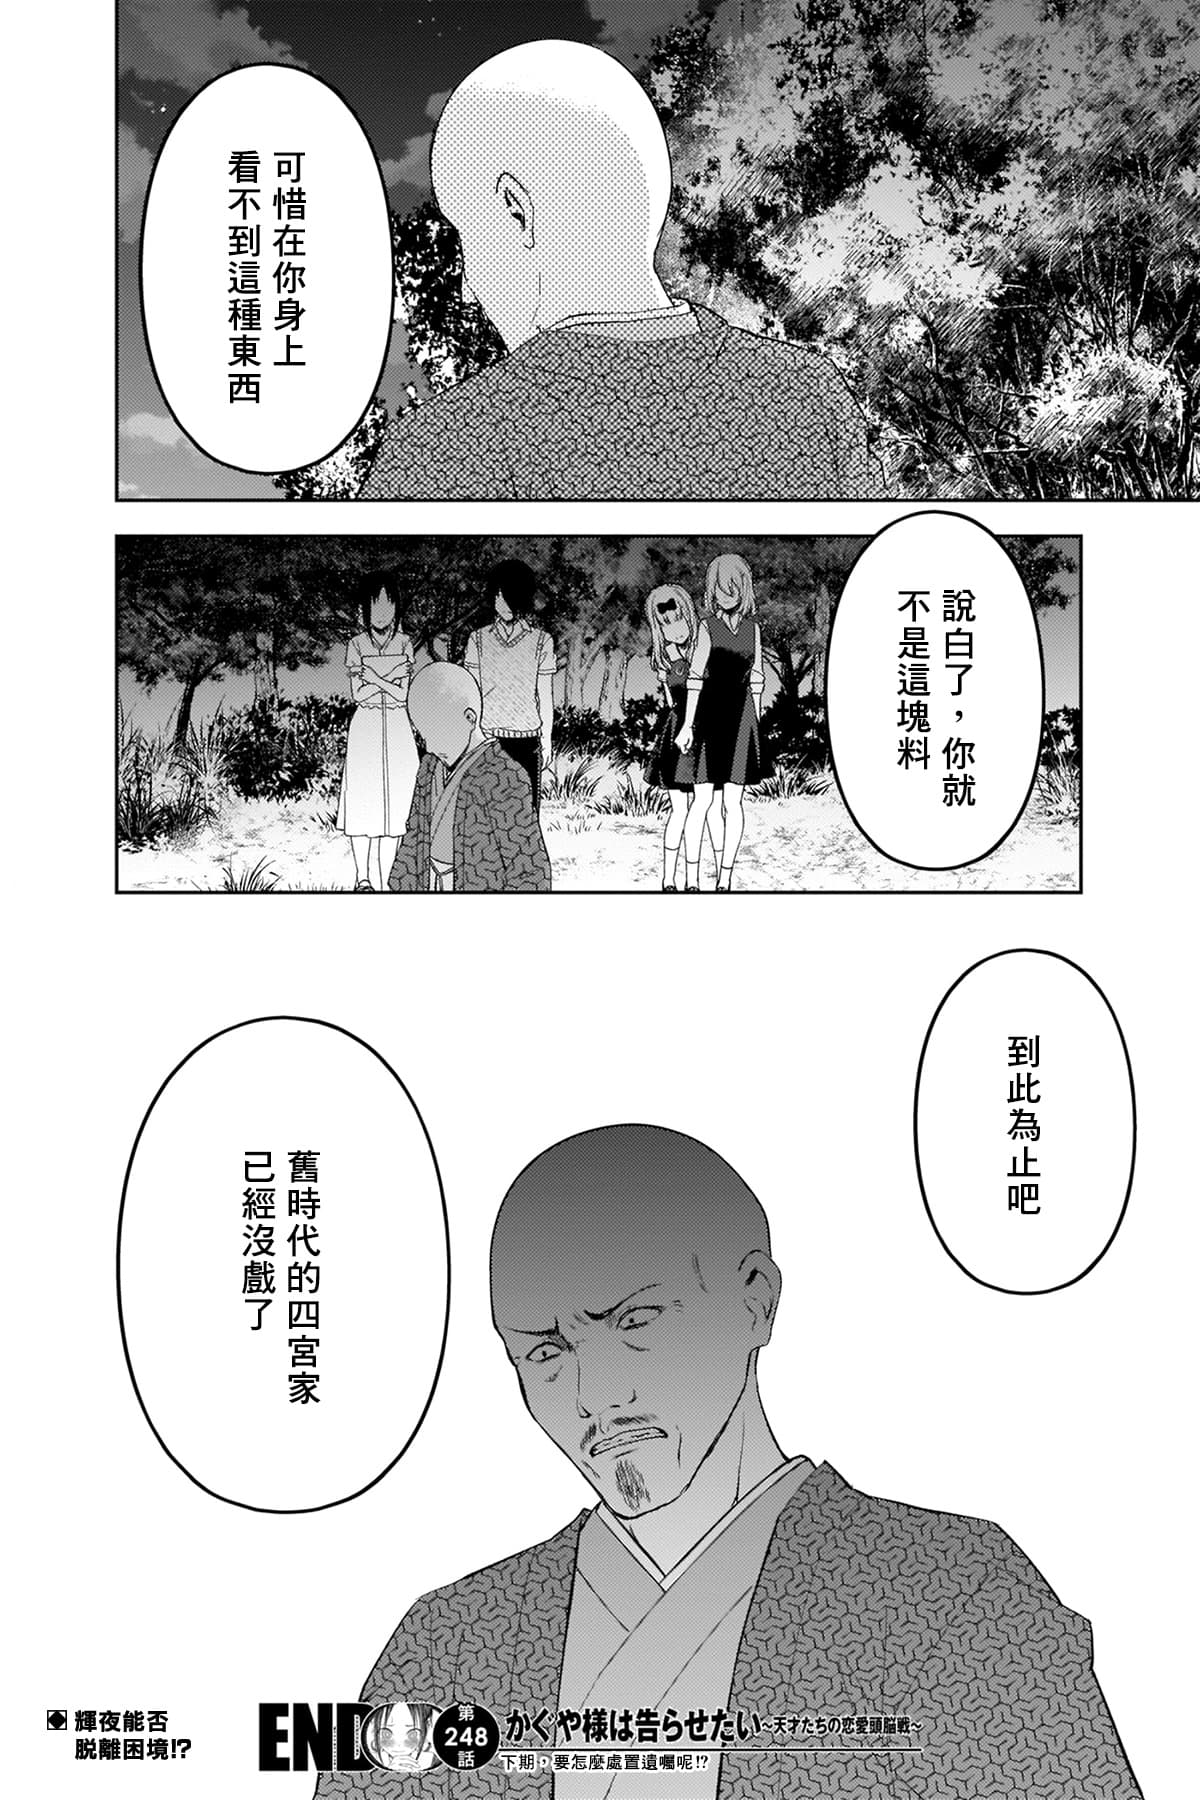 可惜在你身上
看不到這種東西
說白了，你就
不是這塊料
到此為止吧
舊時代的四宮家
已經沒戲了
輝夜能否
脱離困境!?
END
第
248
話
かぐや様は告らせたい～天才たちの恋愛頭脳戦～
下期，要怎麼處置遺囑呢!?